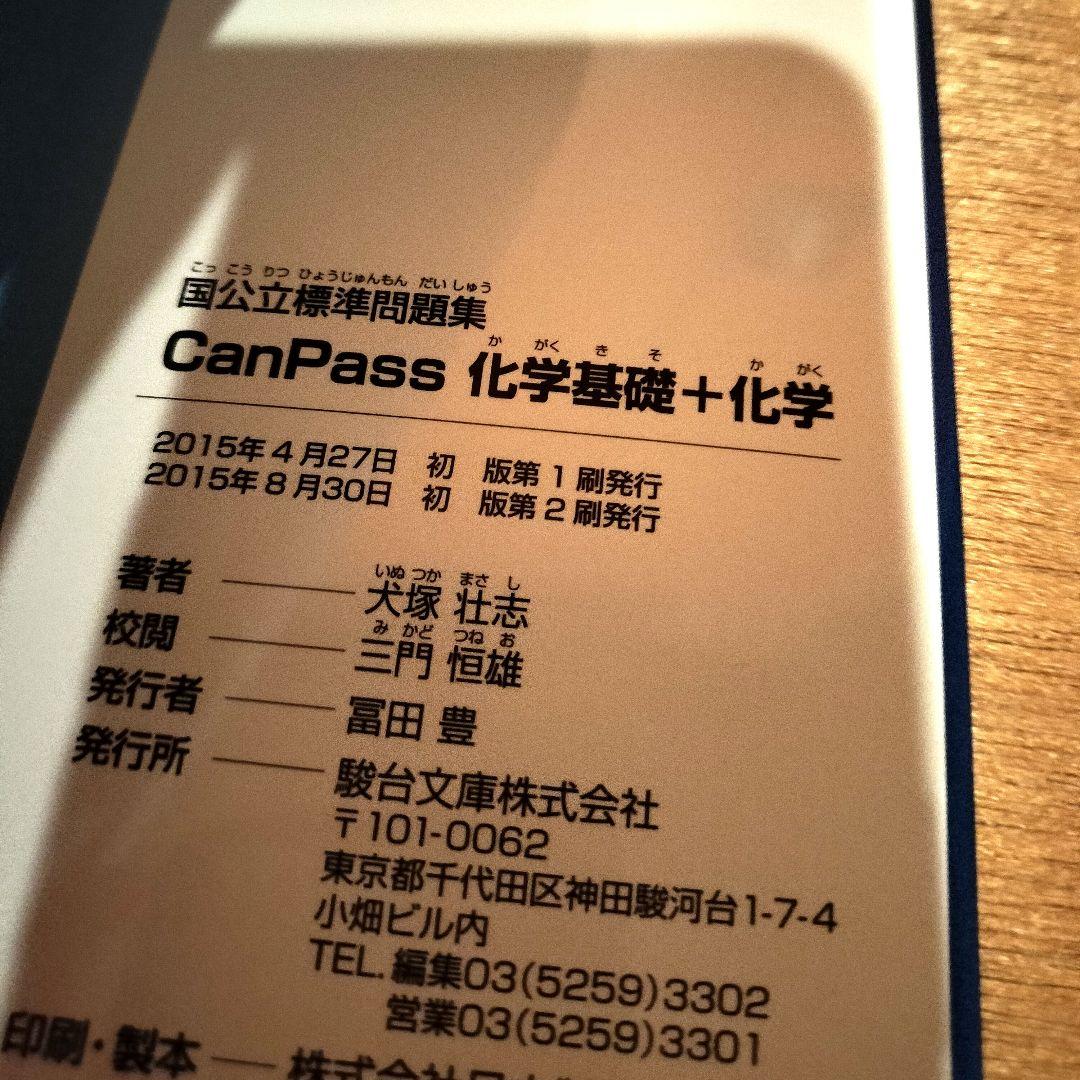 こっこうりつひょうじゅんもんだいしゅう
国公立標準問題集
かがくきそ かがく
CanPass 化学基礎+化学
2015年4月27日 初 版第1刷発行
2015年8月30日 初 版第2刷発行
いぬつか まさし
著者 犬塚 壮志
みかど つねお
校閲 三門 恒雄
発行者 冨田 豊
発行所 駿台文庫株式会社
〒101-0062
東京都千代田区神田駿河台1-7-4
小畑ビル内
TEL. 編集03(5259)3302
営業03(5259)3301
印刷・製本 株式会社